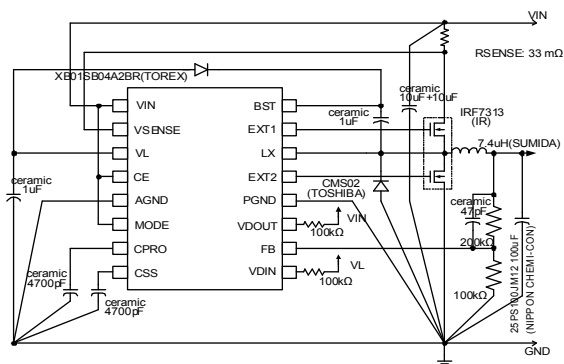 VIN
RSENSE: 33 mΩ
XB01SB04A2BR(TOREX)
ceramic
10uF+10uF
IRF7313
(IR)
VIN
VSENSE
VL
CE
AGND
MODE
CPRO
CSS
BST
EXT1
LX
EXT2
PGND
VDOUT
FB
VDIN
ceramic
1uF
7.4uH(SUMIDA)
ceramic
1uF
CMS02
(TOSHIBA)
VIN
100kΩ
VL
100kΩ
ceramic
47pF
200kΩ
100kΩ
25PS100JM12 100uF
(NIPPON CHEMI-CON)
ceramic
4700pF
ceramic
4700pF
GND